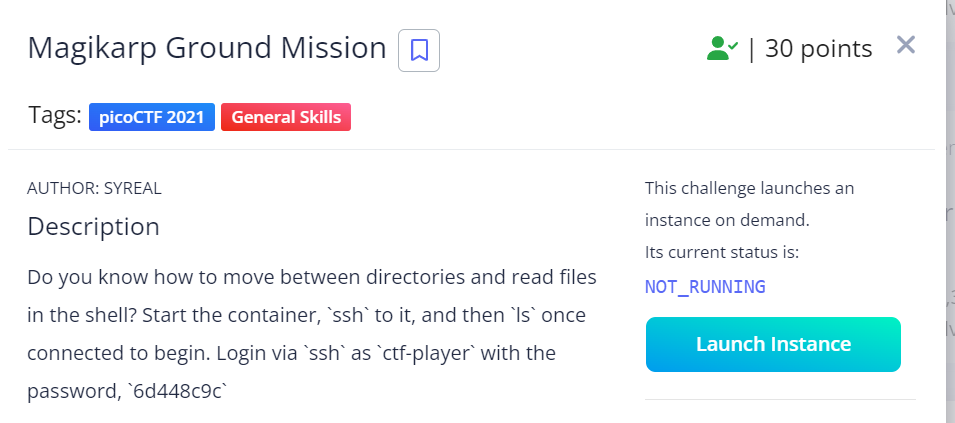 Magikarp Ground Mission
| 30 points
Tags: picoCTF 2021 General Skills
AUTHOR: SYREAL
Description
Do you know how to move between directories and read files
in the shell? Start the container, `ssh` to it, and then `ls` once
connected to begin. Login via `ssh` as `ctf-player` with the
password, `6d448c9c`
This challenge launches an
instance on demand.
Its current status is:
NOT_RUNNING
Launch Instance